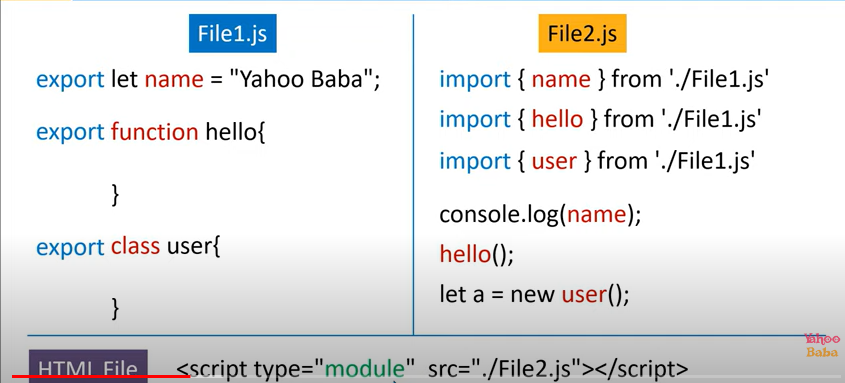 File1.js
export let name = "Yahoo Baba";
export function hello{
}
export class user{
}
File2.js
import { name } from './File1.js'
import { hello } from './File1.js'
import { user } from './File1.js'
console.log(name);
hello();
let a = new user();
Yahoo
Baba
HTML File
<script type="module" src="./File2.js"></script>